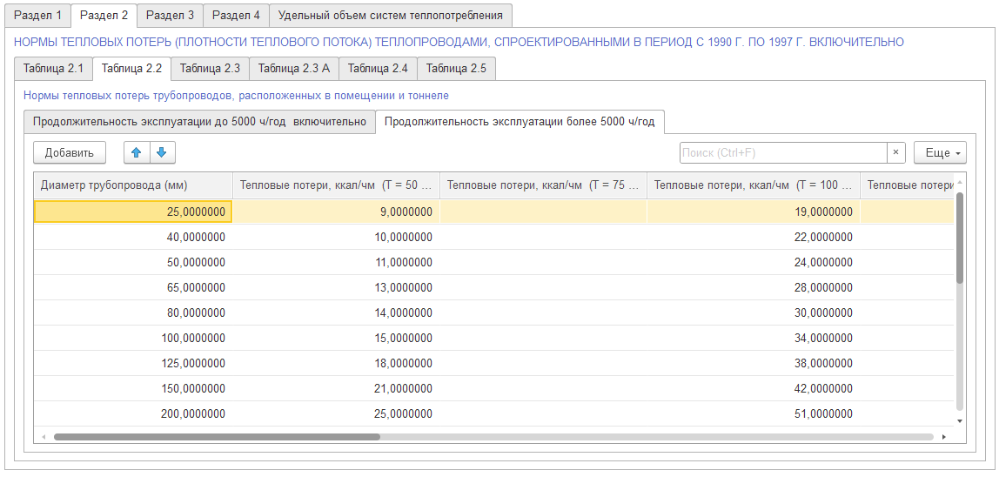 Раздел 1 Раздел 2 Раздел 3 Раздел 4 Удельный объем систем теплопотребления
НОРМЫ ТЕПЛОВЫХ ПОТЕРЬ (ПЛОТНОСТИ ТЕПЛОВОГО ПОТОКА) ТЕПЛОПРОВОДАМИ, СПРОЕКТИРОВАННЫМИ В ПЕРИОД С 1990 Г. ПО 1997 Г. ВКЛЮЧИТЕЛЬНО
Таблица 2.1 Таблица 2.2 Таблица 2.3 Таблица 2.3 А Таблица 2.4 Таблица 2.5
Нормы тепловых потерь трубопроводов, расположенных в помещении и тоннеле
Продолжительность эксплуатации до 5000 ч/год включительно Продолжительность эксплуатации более 5000 ч/год
Добавить Поиск (Ctrl+F) × Еще
Диаметр трубопровода (мм) Тепловые потери, ккал/чм (Т = 50 ... Тепловые потери, ккал/чм (Т = 75 ... Тепловые потери, ккал/чм (Т = 100 ... Тепловые потери
25,0000000 9,0000000 19,0000000
40,0000000 10,0000000 22,0000000
50,0000000 11,0000000 24,0000000
65,0000000 13,0000000 28,0000000
80,0000000 14,0000000 30,0000000
100,0000000 15,0000000 34,0000000
125,0000000 18,0000000 38,0000000
150,0000000 21,0000000 42,0000000
200,0000000 25,0000000 51,0000000